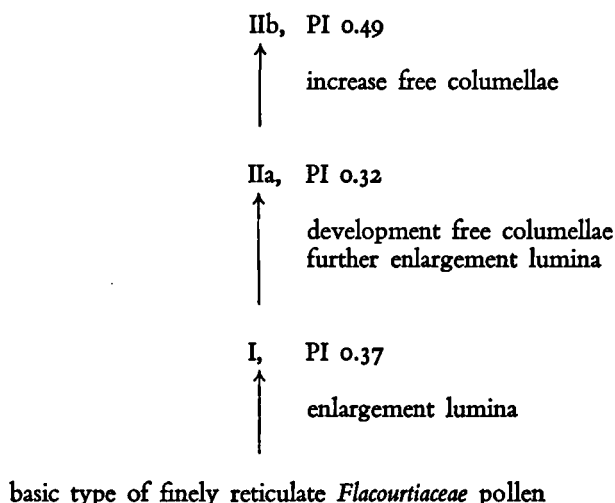 IIb, PI 0.49
increase free columellae
IIa, PI 0.32
development free columellae
further enlargement lumina
I, PI 0.37
enlargement lumina
basic type of finely reticulate Flacourtiaceae pollen